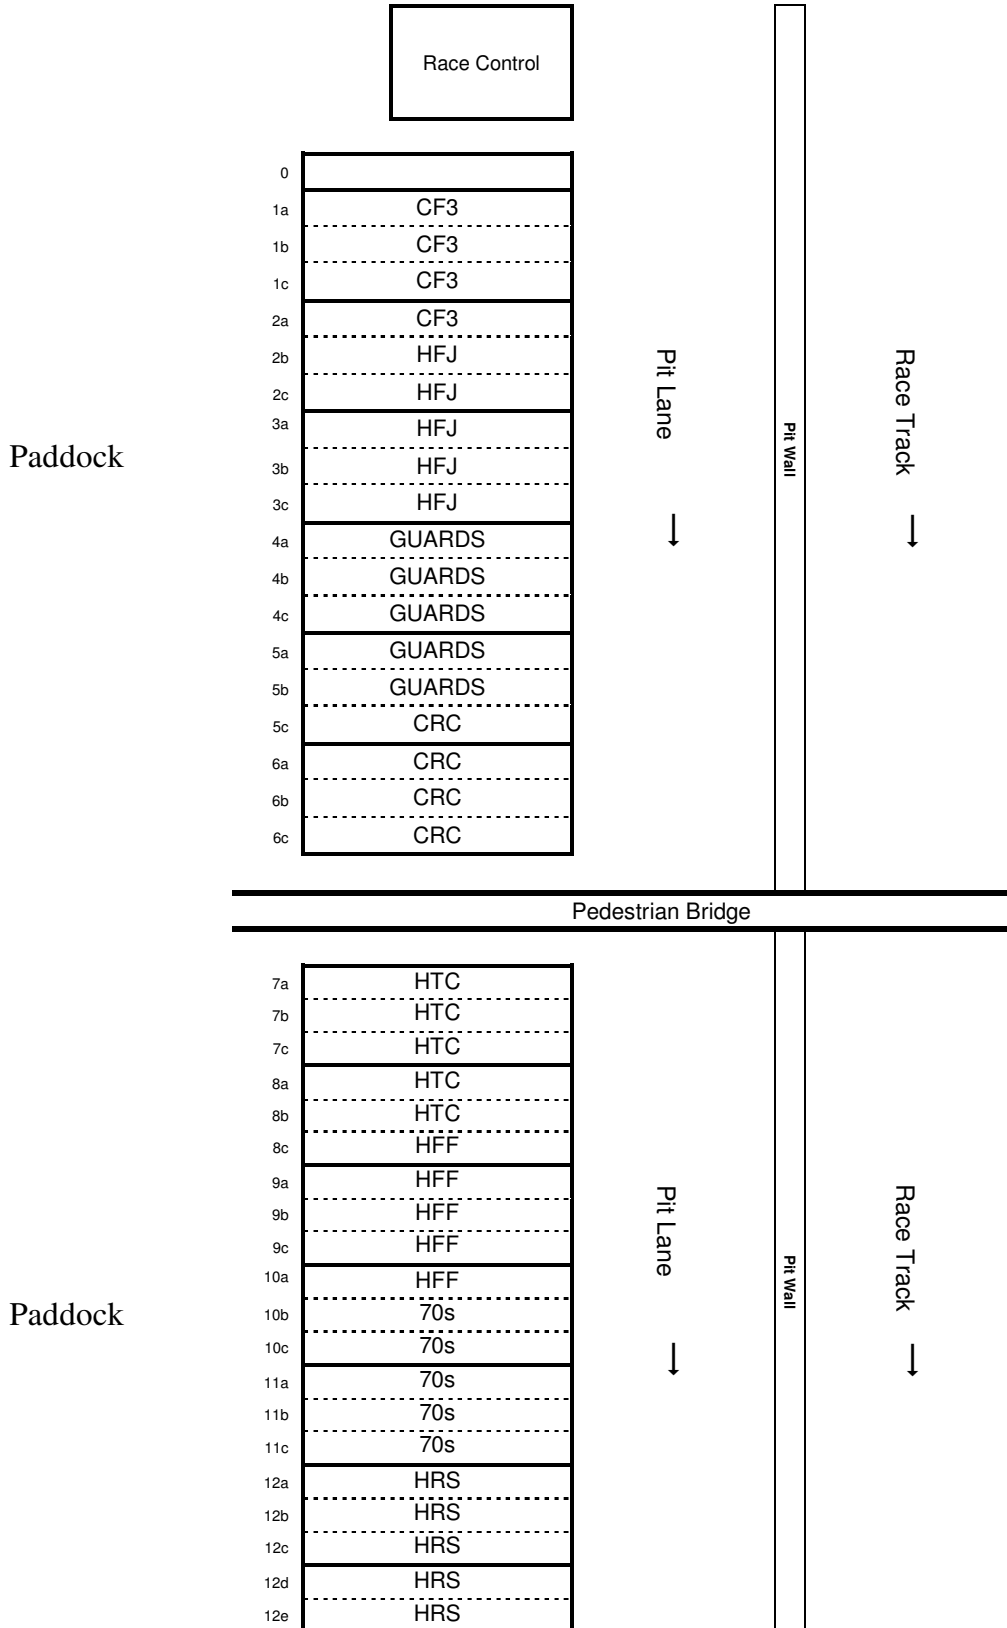 Race Control
0
1a CF3
1b CF3
1c CF3
2a CF3
2b HFJ
2c HFJ
3a HFJ
3b HFJ
3c HFJ
4a GUARDS
4b GUARDS
4c GUARDS
5a GUARDS
5b GUARDS
5c CRC
6a CRC
6b CRC
6c CRC
Paddock
Pit Lane
↓
Pit Wall
Race Track
↓
Pedestrian Bridge
7a HTC
7b HTC
7c HTC
8a HTC
8b HTC
8c HFF
9a HFF
9b HFF
9c HFF
10a HFF
10b 70s
10c 70s
11a 70s
11b 70s
11c 70s
12a HRS
12b HRS
12c HRS
12d HRS
12e HRS
Paddock
Pit Lane
↓
Pit Wall
Race Track
↓